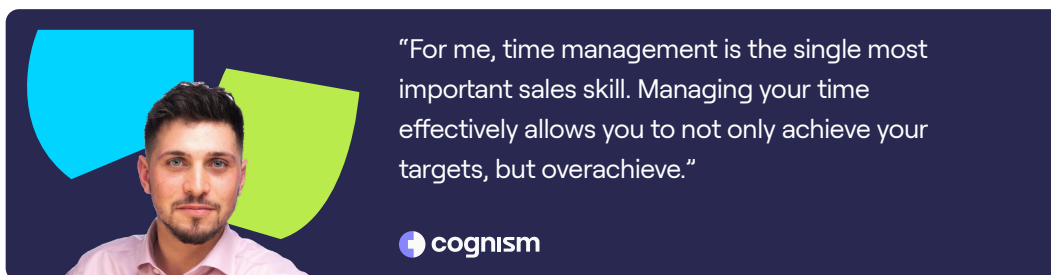 “For me, time management is the single most
important sales skill. Managing your time
effectively allows you to not only achieve your
targets, but overachieve.”
cognism